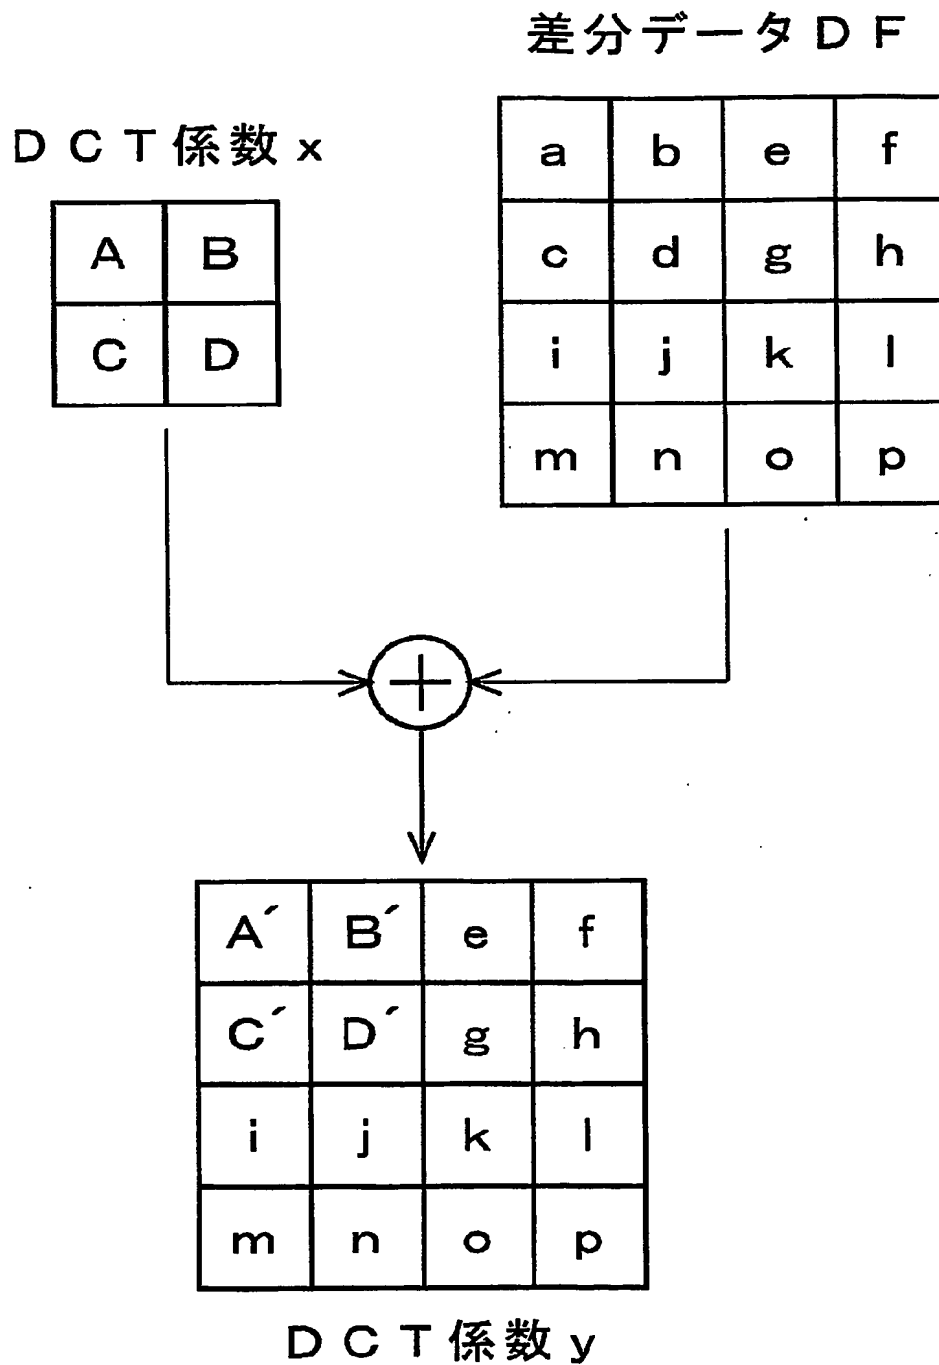 差分データDF
DCT係数x
a b e f
c d g h
i j k l
m n o p
A B
C D
A´ B´ e f
C´ D´ g h
i j k l
m n o p
DCT係数y